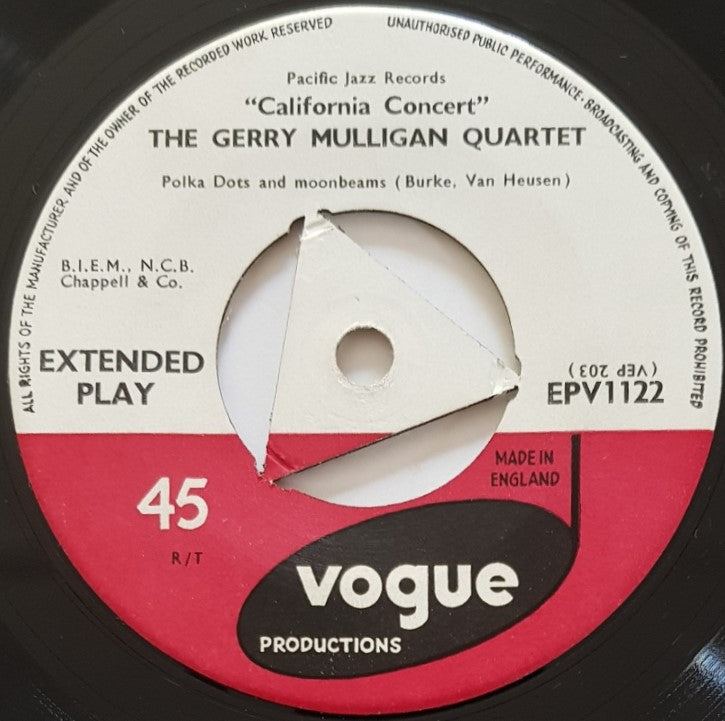 ALL RIGHTS OF THE MANUFACTURER AND OF THE OWNER OF THE RECORDED WORK RESERVED
UNAUTHORISED PUBLIC PERFORMANCE · BROADCASTING AND COPYING OF THIS RECORD PROHIBITED
Pacific Jazz Records
"California Concert"
THE GERRY MULLIGAN QUARTET
Polka Dots and moonbeams (Burke, Van Heusen)
B.I.E.M., N.C.B.
Chappell & Co.
EXTENDED
PLAY
(VEP 203)
EPV1122
MADE IN
ENGLAND
45
R/T
vogue
PRODUCTIONS